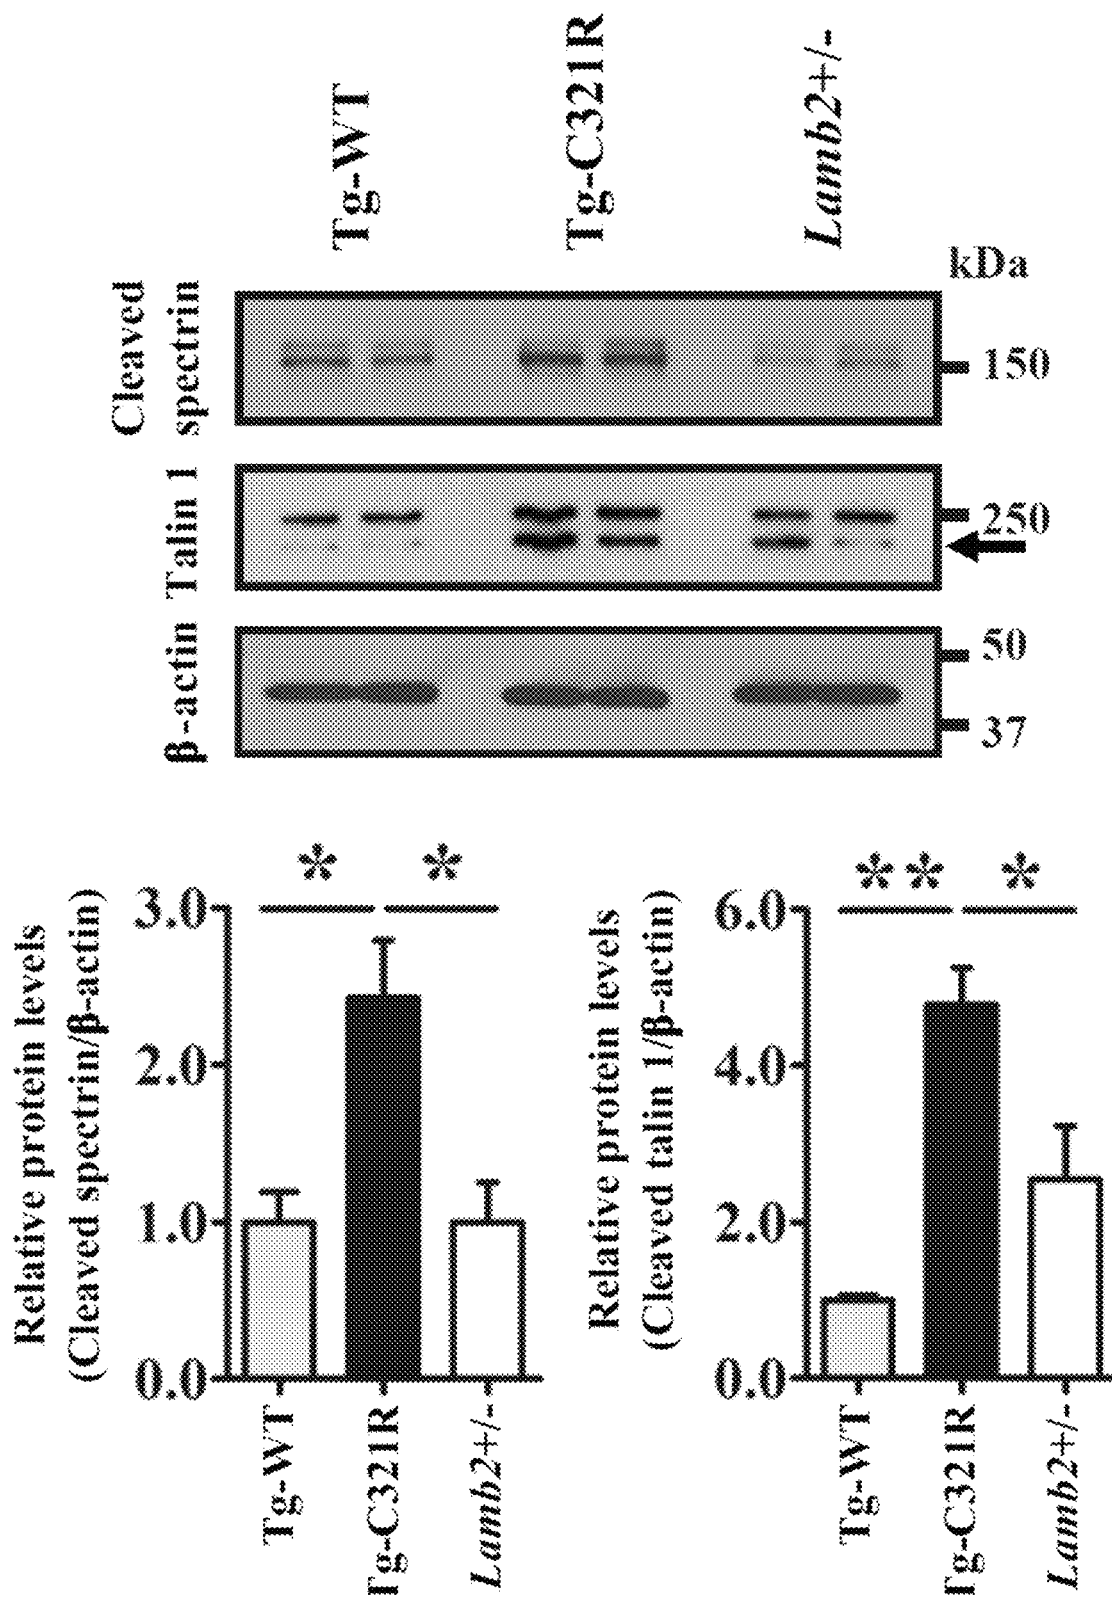 Tg-WT
Tg-C321R
Lamb2+/-
kDa
Cleaved
spectrin
150
Talin 1
250
β-actin
50
37
Relative protein levels
(Cleaved spectrin/β-actin)
* *
3.0
2.0
1.0
0.0
Tg-WT
Tg-C321R
Lamb2+/-
Relative protein levels
(Cleaved talin 1/β-actin)
** *
6.0
4.0
2.0
0.0
Tg-WT
Tg-C321R
Lamb2+/-